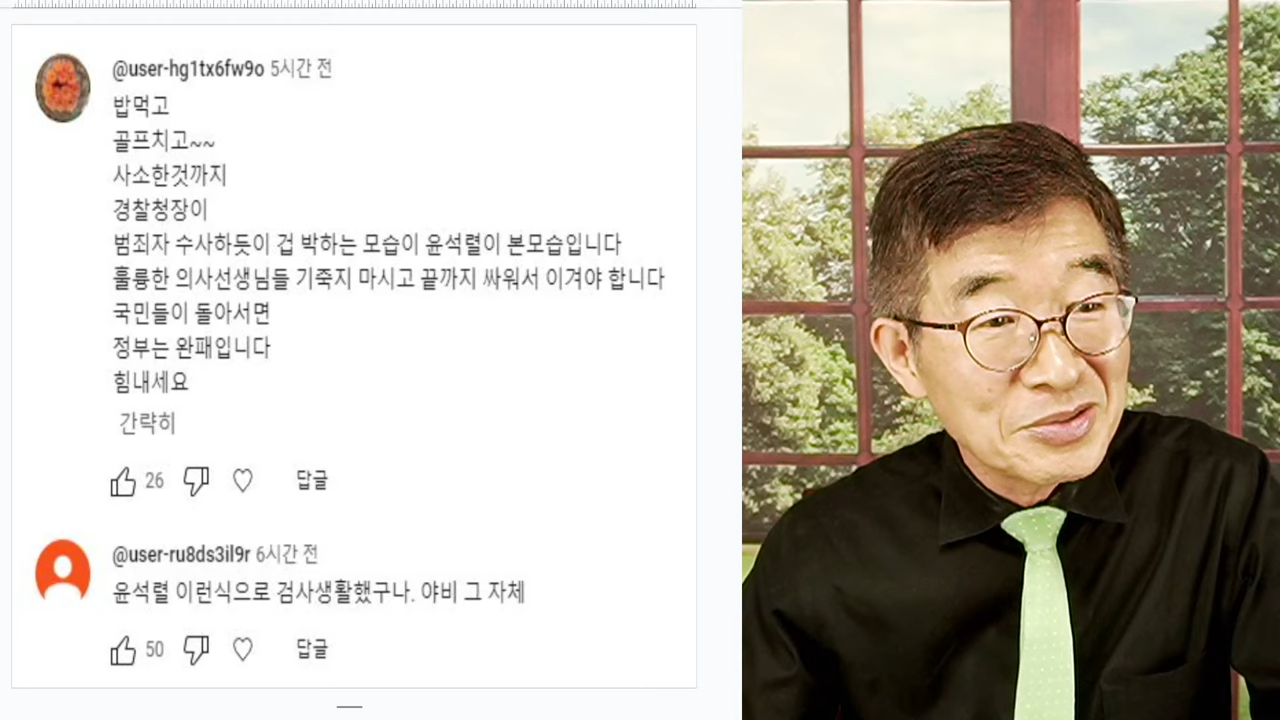 @user-hg1tx6fw9o 5시간 전
밥먹고
골프치고~~
사소한것까지
경찰청장이
범죄자 수사하듯이 겁 박하는 모습이 윤석렬이 본모습입니다
훌륭한 의사선생님들 기죽지 마시고 끝까지 싸워서 이겨야 합니다
국민들이 돌아서면
정부는 완패입니다
힘내세요
간략히
26 답글
@user-ru8ds3il9r 6시간 전
윤석렬 이런식으로 검사생활했구나. 야비 그 자체
50 답글